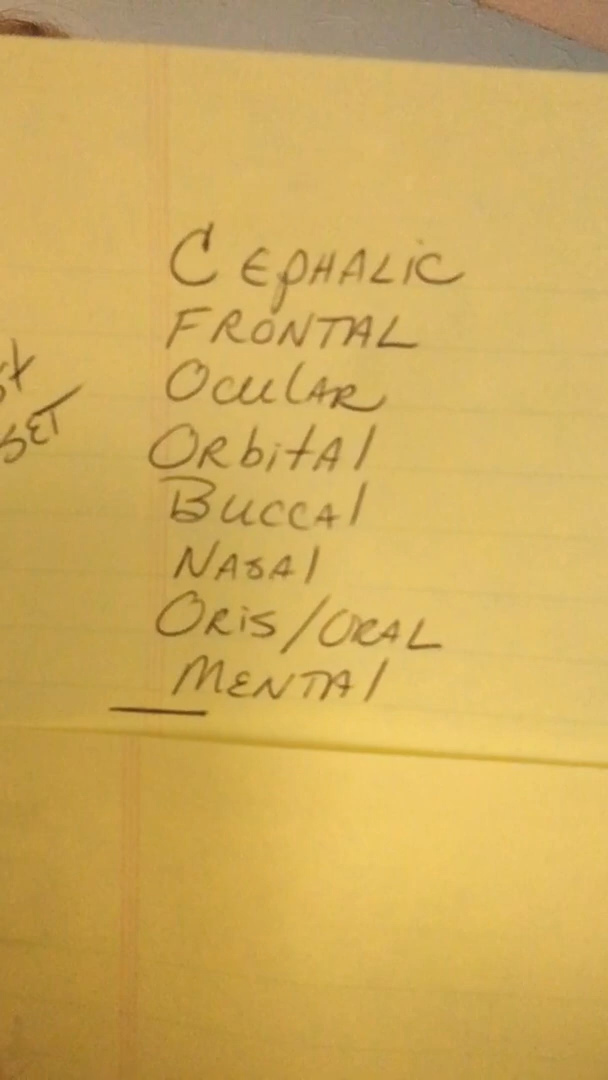 CEPHALIC
FRONTAL
OculAR
ORbitAl
BuccAl
NASAl
ORiS/ORAL
MENTAl